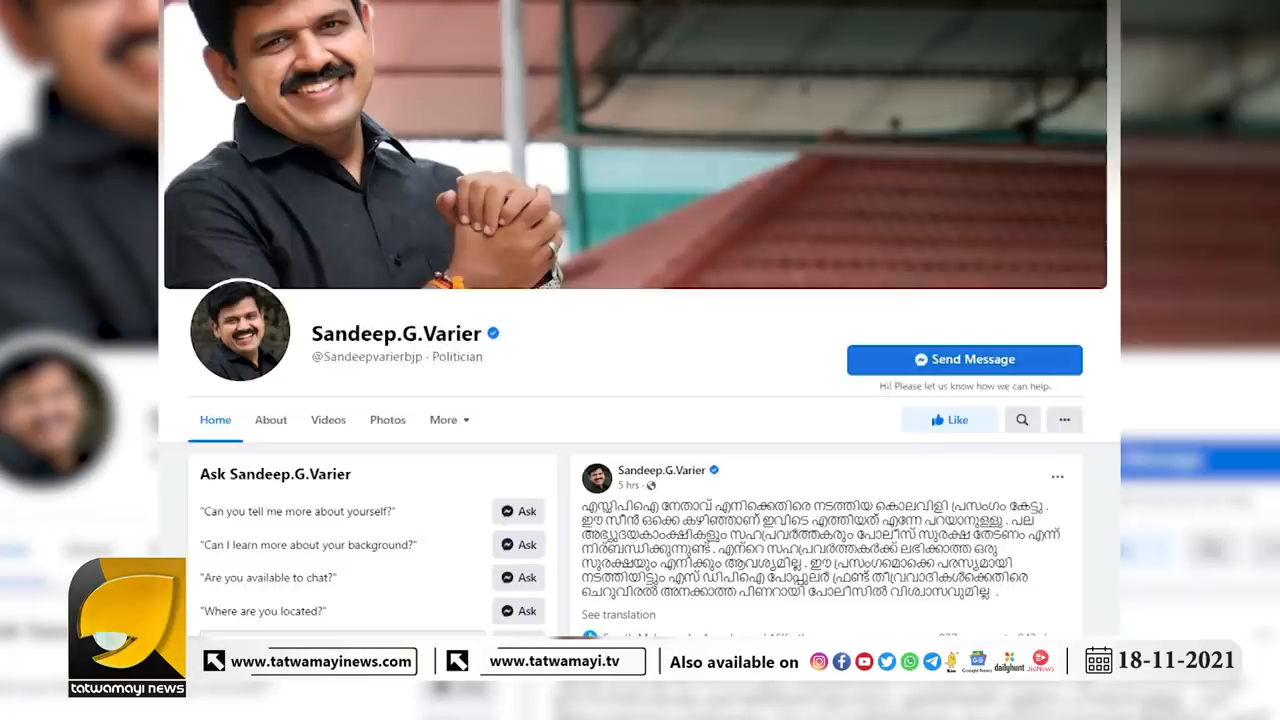 Sandeep.G.Varier
@Sandeepvarierbjp · Politician
Send Message
Hi! Please let us know how we can help.
Home About Videos Photos More
Like
Ask Sandeep.G.Varier
"Can you tell me more about yourself?" Ask
"Can I learn more about your background?" Ask
"Are you available to chat?" Ask
"Where are you located?" Ask
Sandeep.G.Varier
5 hrs ·
എസ്ഡിപിഐ നേതാവ് എനിക്കെതിരെ നടത്തിയ കൊലവിളി പ്രസംഗം കേട്ടു .
ഈ സീൻ ഒക്കെ കഴിഞ്ഞാണ് ഇവിടെ എത്തിയത് എന്നേ പറയാനുള്ളു . പല
അഭ്യുദയകാംക്ഷികളും സഹപ്രവർത്തകരും പോലീസ് സുരക്ഷ തേടണം എന്ന്
നിർബന്ധിക്കുന്നുണ്ട് . എന്റെ സഹപ്രവർത്തകർക്ക് ലഭിക്കാത്ത ഒരു
സുരക്ഷയും എനിക്കും ആവശ്യമില്ല . ഈ പ്രസംഗമൊക്കെ പരസ്യമായി
നടത്തിയിട്ടും എസ് ഡിപിഐ പോപ്പുലർ ഫ്രണ്ട് തീവ്രവാദികൾക്കെതിരെ
ചെറുവിരൽ അനക്കാത്ത പിണറായി പോലീസിൽ വിശ്വാസവുമില്ല .
See translation
tatwamayi news
www.tatwamayinews.com
www.tatwamayi.tv
Also available on
Google News
dailyhunt
JioNews
18-11-2021